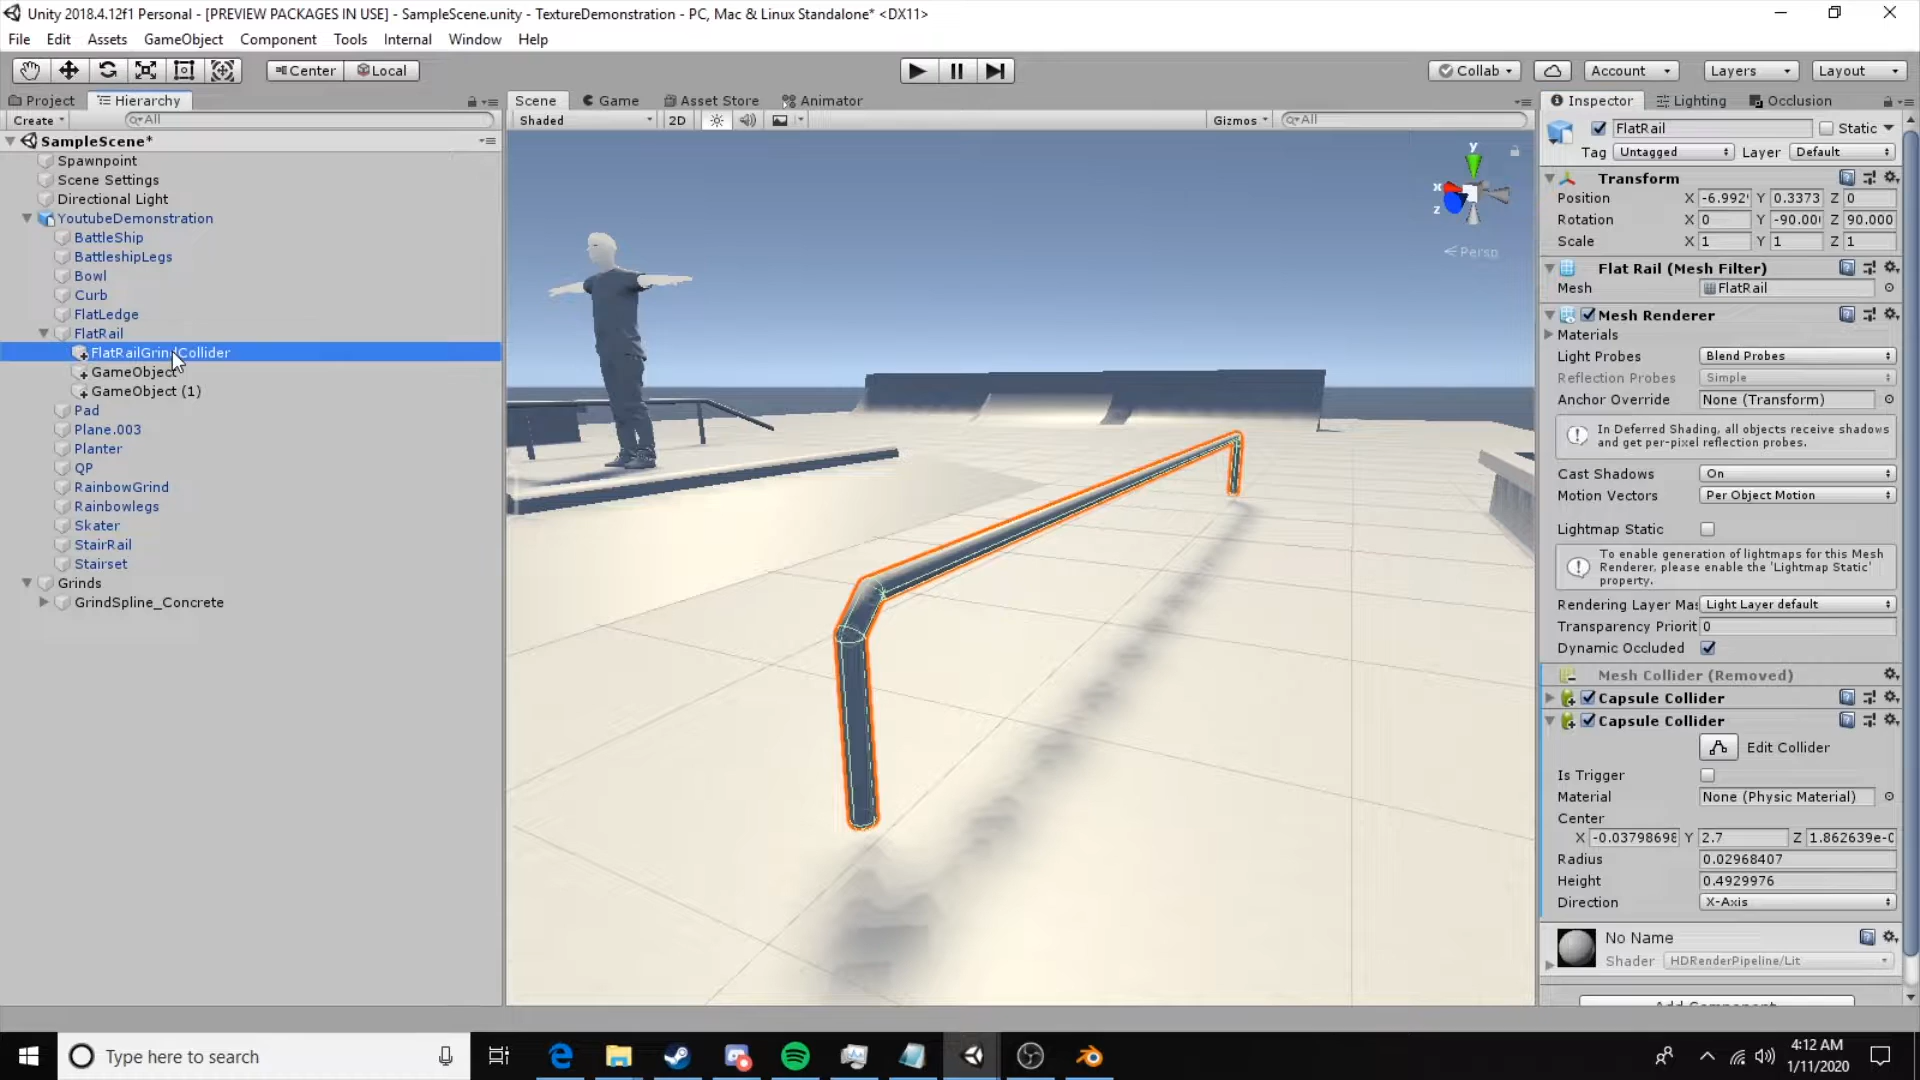 Unity 2018.4.12f1 Personal - [PREVIEW PACKAGES IN USE] - SampleScene.unity - TextureDemonstration - PC, Mac & Linux Standalone* <DX11>
File Edit Assets GameObject Component Tools Internal Window Help
Center Local Collab Account Layers Layout
Project Hierarchy
Create All
SampleScene*
Spawnpoint
Scene Settings
Directional Light
YoutubeDemonstration
BattleShip
BattleshipLegs
Bowl
Curb
FlatLedge
FlatRail
FlatRailGrindCollider
GameObject
GameObject (1)
Pad
Plane.003
Planter
QP
RainbowGrind
Rainbowlegs
Skater
StairRail
Stairset
Grinds
GrindSpline_Concrete
Scene Game Asset Store Animator
Shaded 2D Gizmos All
y
x
z
Persp
Inspector Lighting Occlusion
FlatRail Static
Tag Untagged Layer Default
Transform
Position X -6.992 Y 0.3373 Z 0
Rotation X 0 Y -90.00 Z 90.000
Scale X 1 Y 1 Z 1
Flat Rail (Mesh Filter)
Mesh FlatRail
Mesh Renderer
Materials
Light Probes Blend Probes
Reflection Probes Simple
Anchor Override None (Transform)
In Deferred Shading, all objects receive shadows
and get per-pixel reflection probes.
Cast Shadows On
Motion Vectors Per Object Motion
Lightmap Static
To enable generation of lightmaps for this Mesh
Renderer, please enable the 'Lightmap Static'
property.
Rendering Layer Mas Light Layer default
Transparency Priorit 0
Dynamic Occluded
Mesh Collider (Removed)
Capsule Collider
Capsule Collider
Edit Collider
Is Trigger
Material None (Physic Material)
Center
X -0.03798698 Y 2.7 Z 1.862639e-0
Radius 0.02968407
Height 0.4929976
Direction X-Axis
No Name
Shader HDRenderPipeline/Lit
Type here to search
4:12 AM
1/11/2020